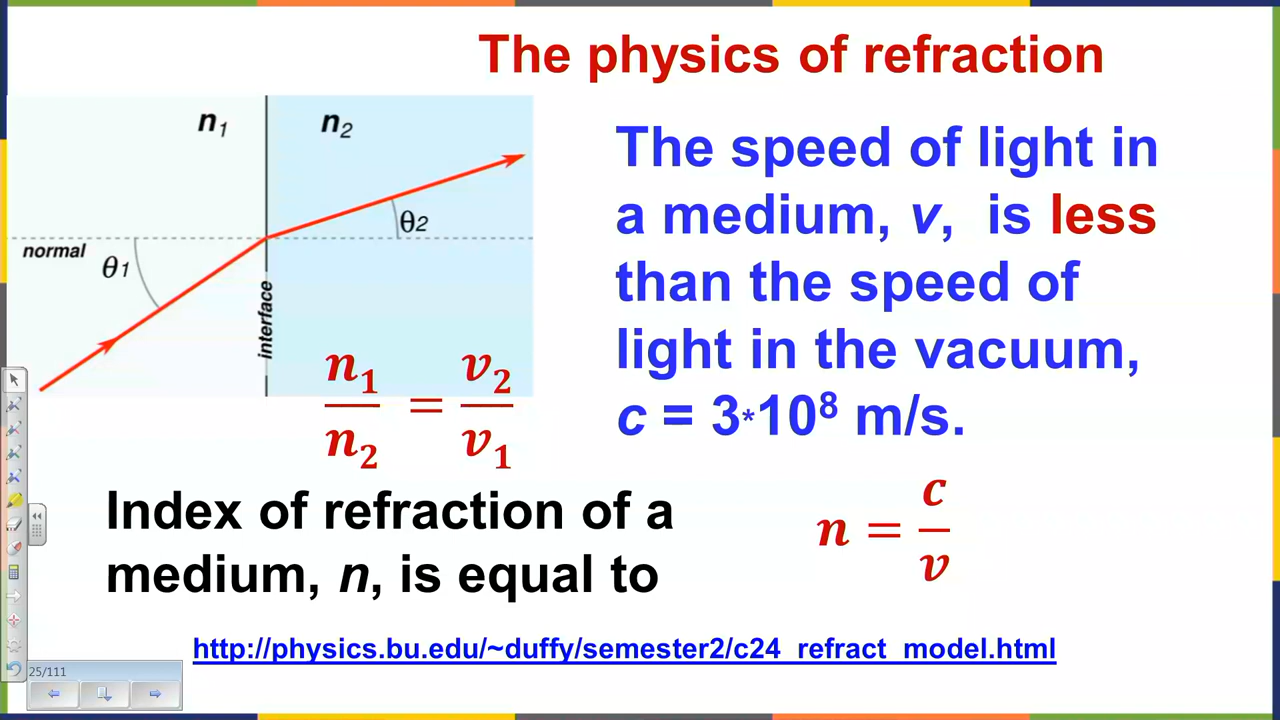 The physics of refraction
n₁ n₂
normal
θ1
θ2
interface
n₁/n₂ = v₂/v₁
The speed of light in
a medium, v, is less
than the speed of
light in the vacuum,
c = 3*10⁸ m/s.
Index of refraction of a
medium, n, is equal to
n = c/v
http://physics.bu.edu/~duffy/semester2/c24_refract_model.html
25/111